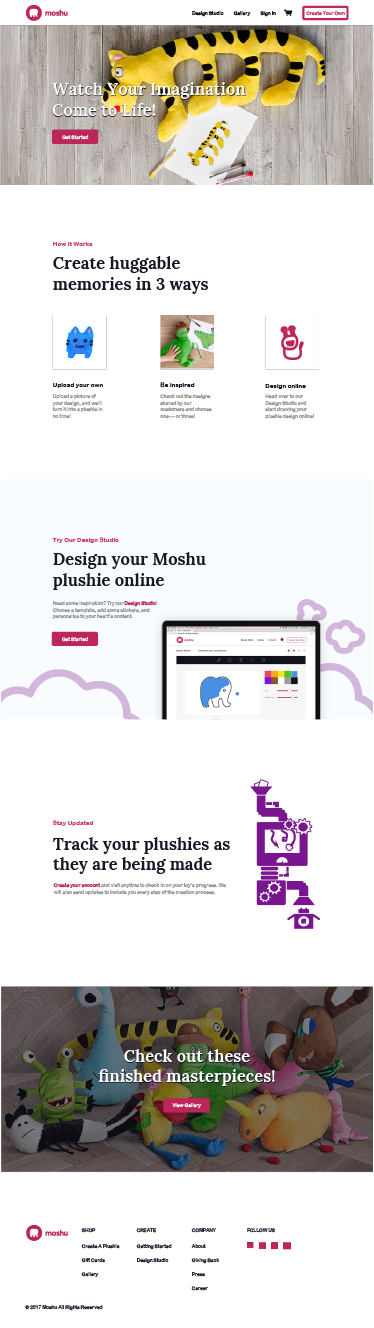 moshu
Design Studio Gallery Sign In Create Your Own
Watch Your Imagination
Come to Life!
Get Started
How It Works
Create huggable
memories in 3 ways
Upload your own
Upload a picture of
your design, and we'll
turn it into a plushie in
no time!
Be Inspired
Check out the designs
shared by our
customers and choose
one — or three!
Design online
Head over to our
Design Studio and
start drawing your
plushie design online!
Try Our Design Studio
Design your Moshu
plushie online
Need some inspiration? Try our Design Studio!
Choose a template, add some stickers, and
personalize to your heart's content.
Get Started
moshu
Stay Updated
Track your plushies as
they are being made
Create your account and visit anytime to check in on your toy's progress. We
will also send updates to include you every step of the creation process.
Check out these
finished masterpieces!
View Gallery
moshu
SHOP
Create A Plushie
Gift Cards
Gallery
CREATE
Getting Started
Design Studio
COMPANY
About
Giving Back
Press
Career
FOLLOW US
© 2017 Moshu All Rights Reserved